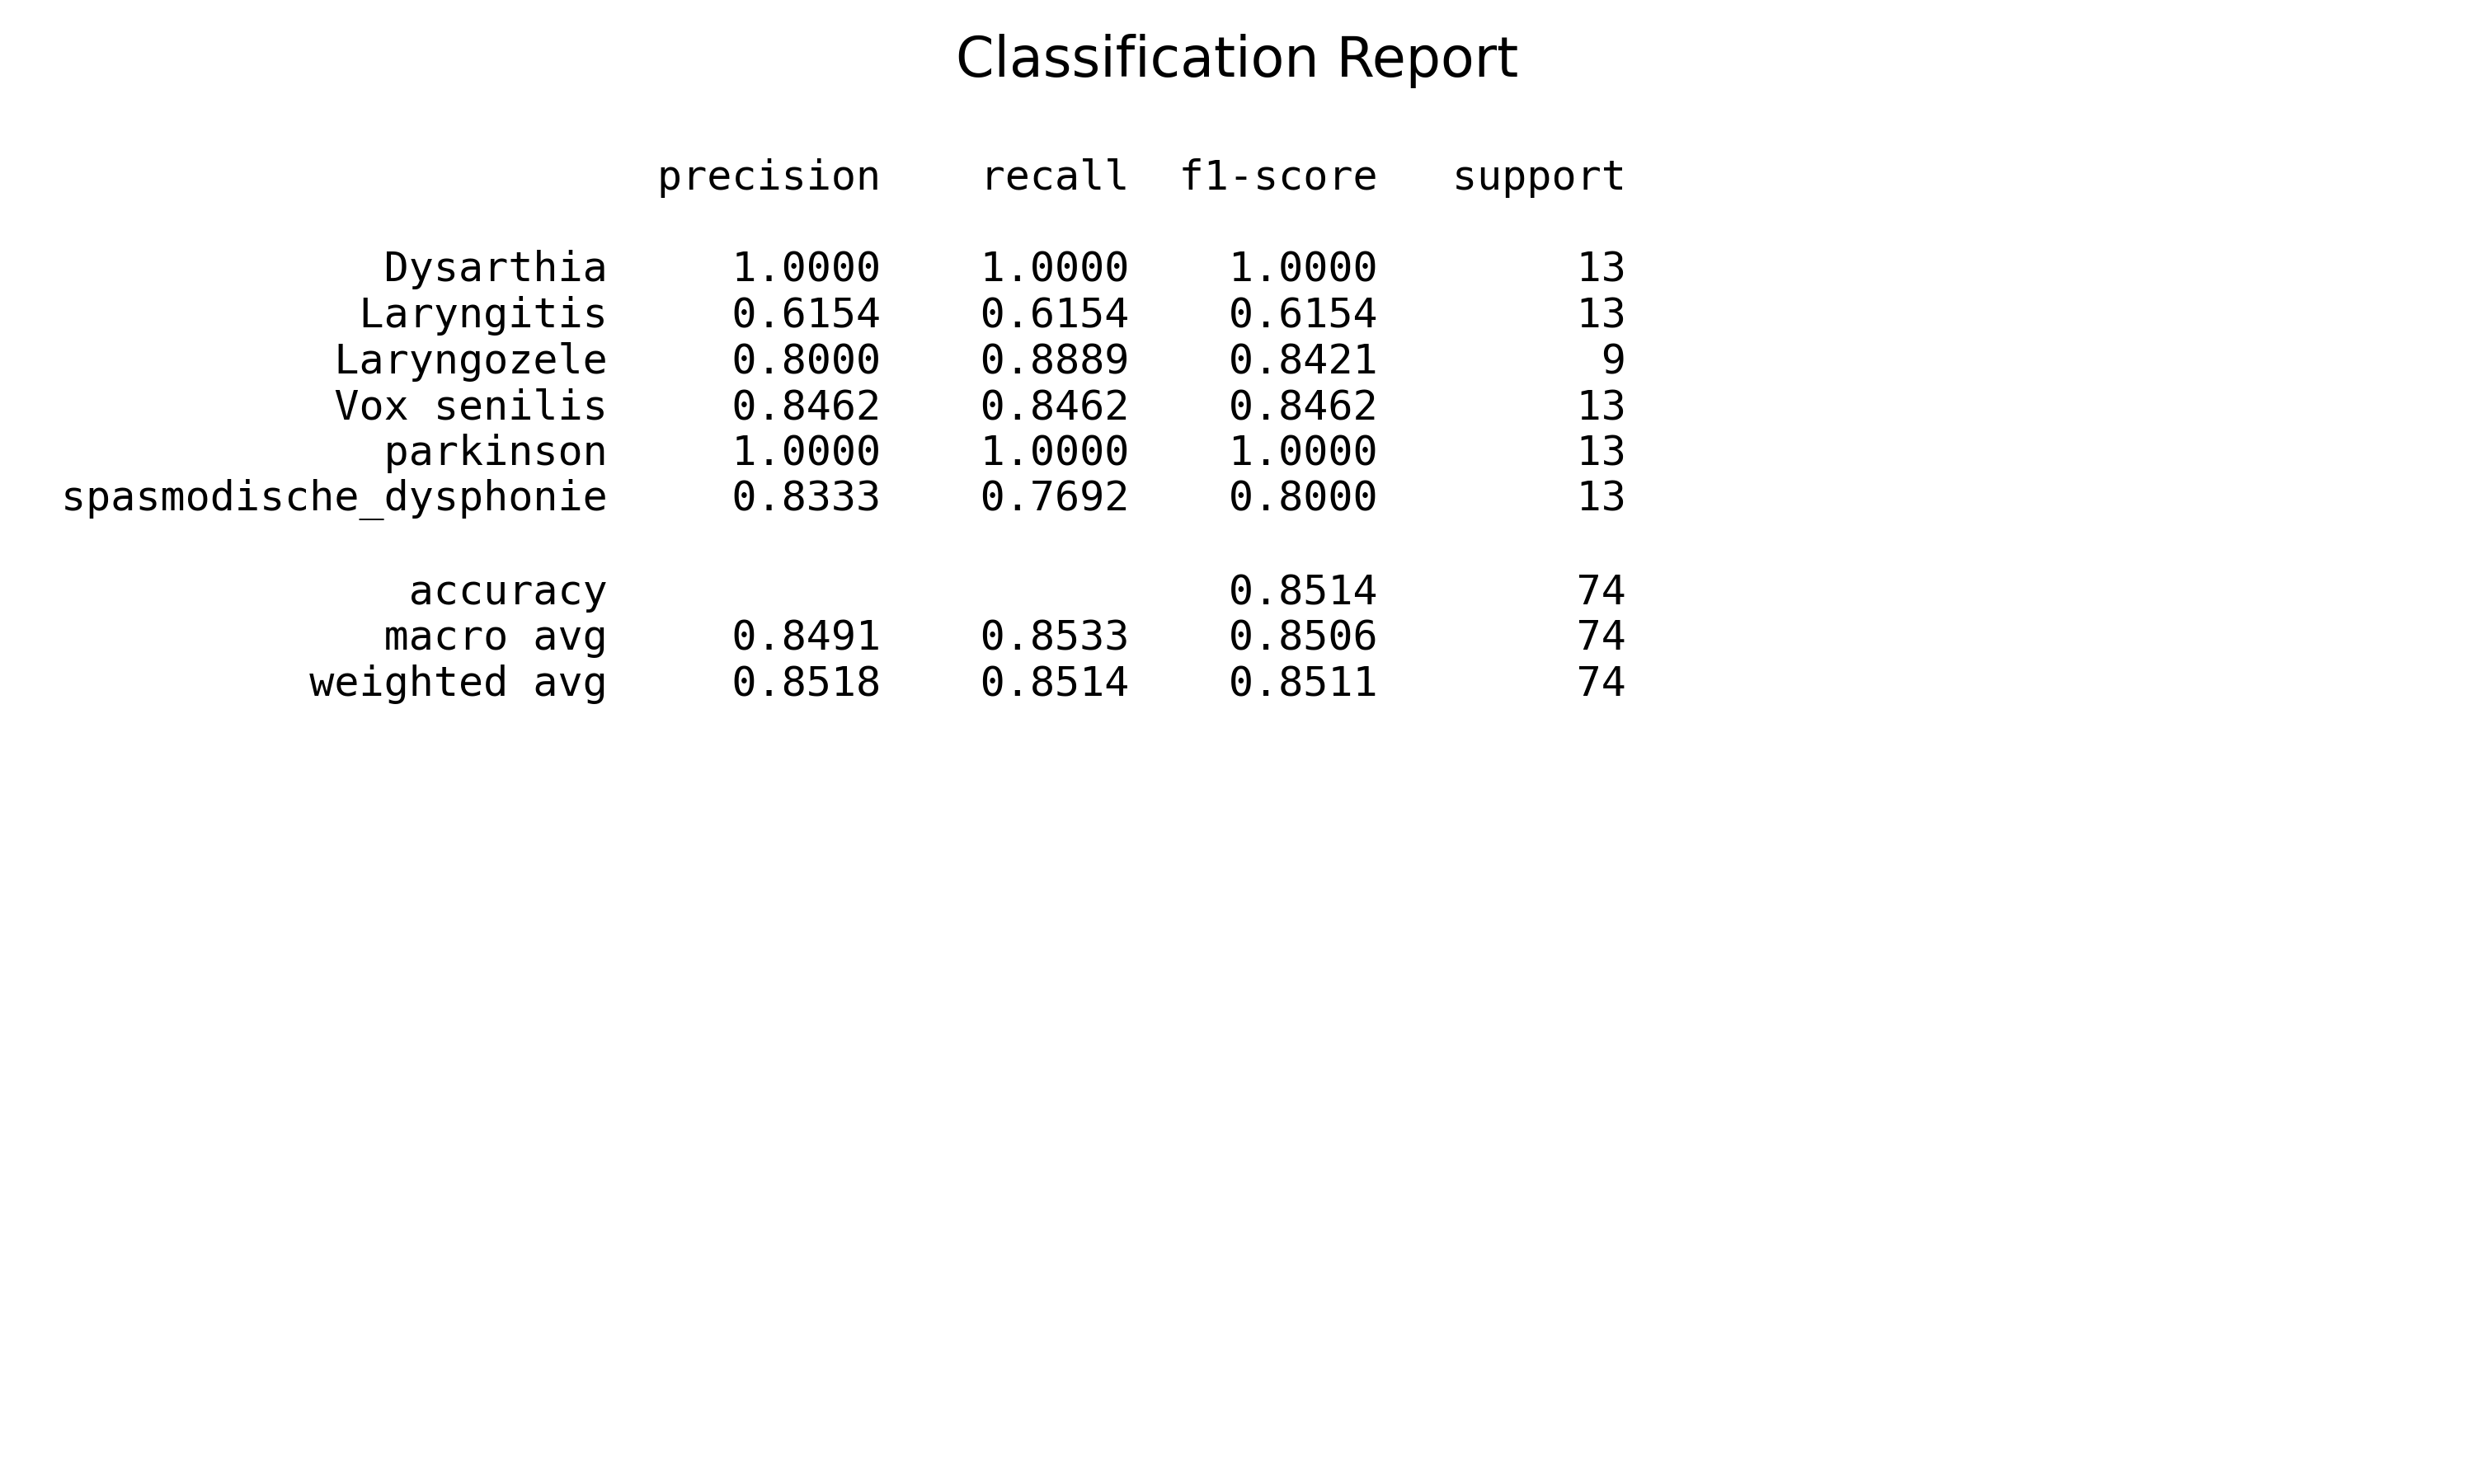 Classification Report
precision recall f1-score support
Dysarthia 1.0000 1.0000 1.0000 13
Laryngitis 0.6154 0.6154 0.6154 13
Laryngozele 0.8000 0.8889 0.8421 9
Vox senilis 0.8462 0.8462 0.8462 13
parkinson 1.0000 1.0000 1.0000 13
spasmodische_dysphonie 0.8333 0.7692 0.8000 13
accuracy 0.8514 74
macro avg 0.8491 0.8533 0.8506 74
weighted avg 0.8518 0.8514 0.8511 74